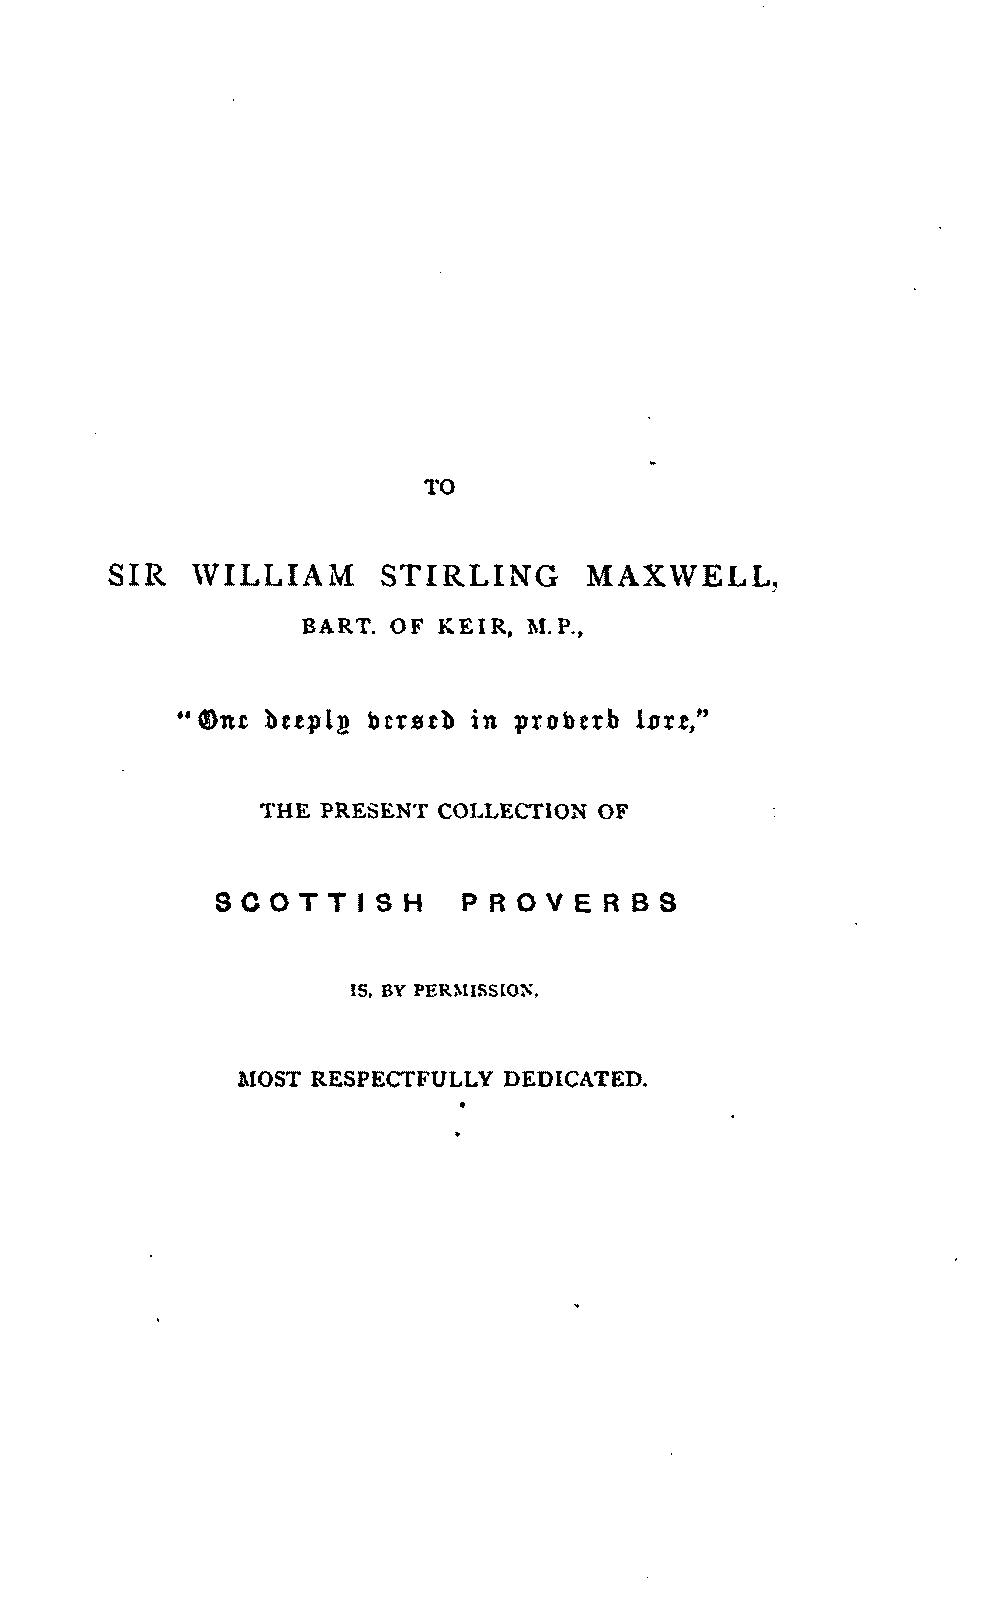 TO
SIR WILLIAM STIRLING MAXWELL,
BART. OF KEIR, M.P.,
"One deeply versed in proverb lore,"
THE PRESENT COLLECTION OF
SCOTTISH PROVERBS
IS, BY PERMISSION,
MOST RESPECTFULLY DEDICATED.